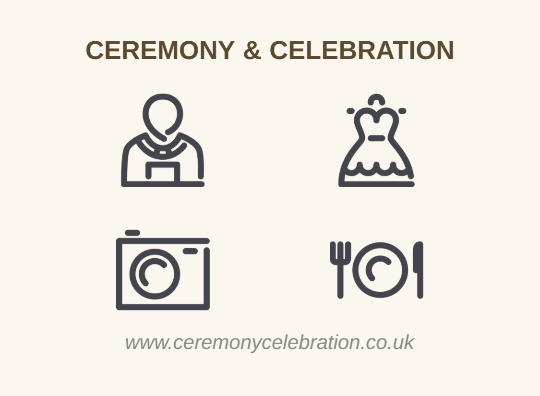 CEREMONY & CELEBRATION
www.ceremonycelebration.co.uk